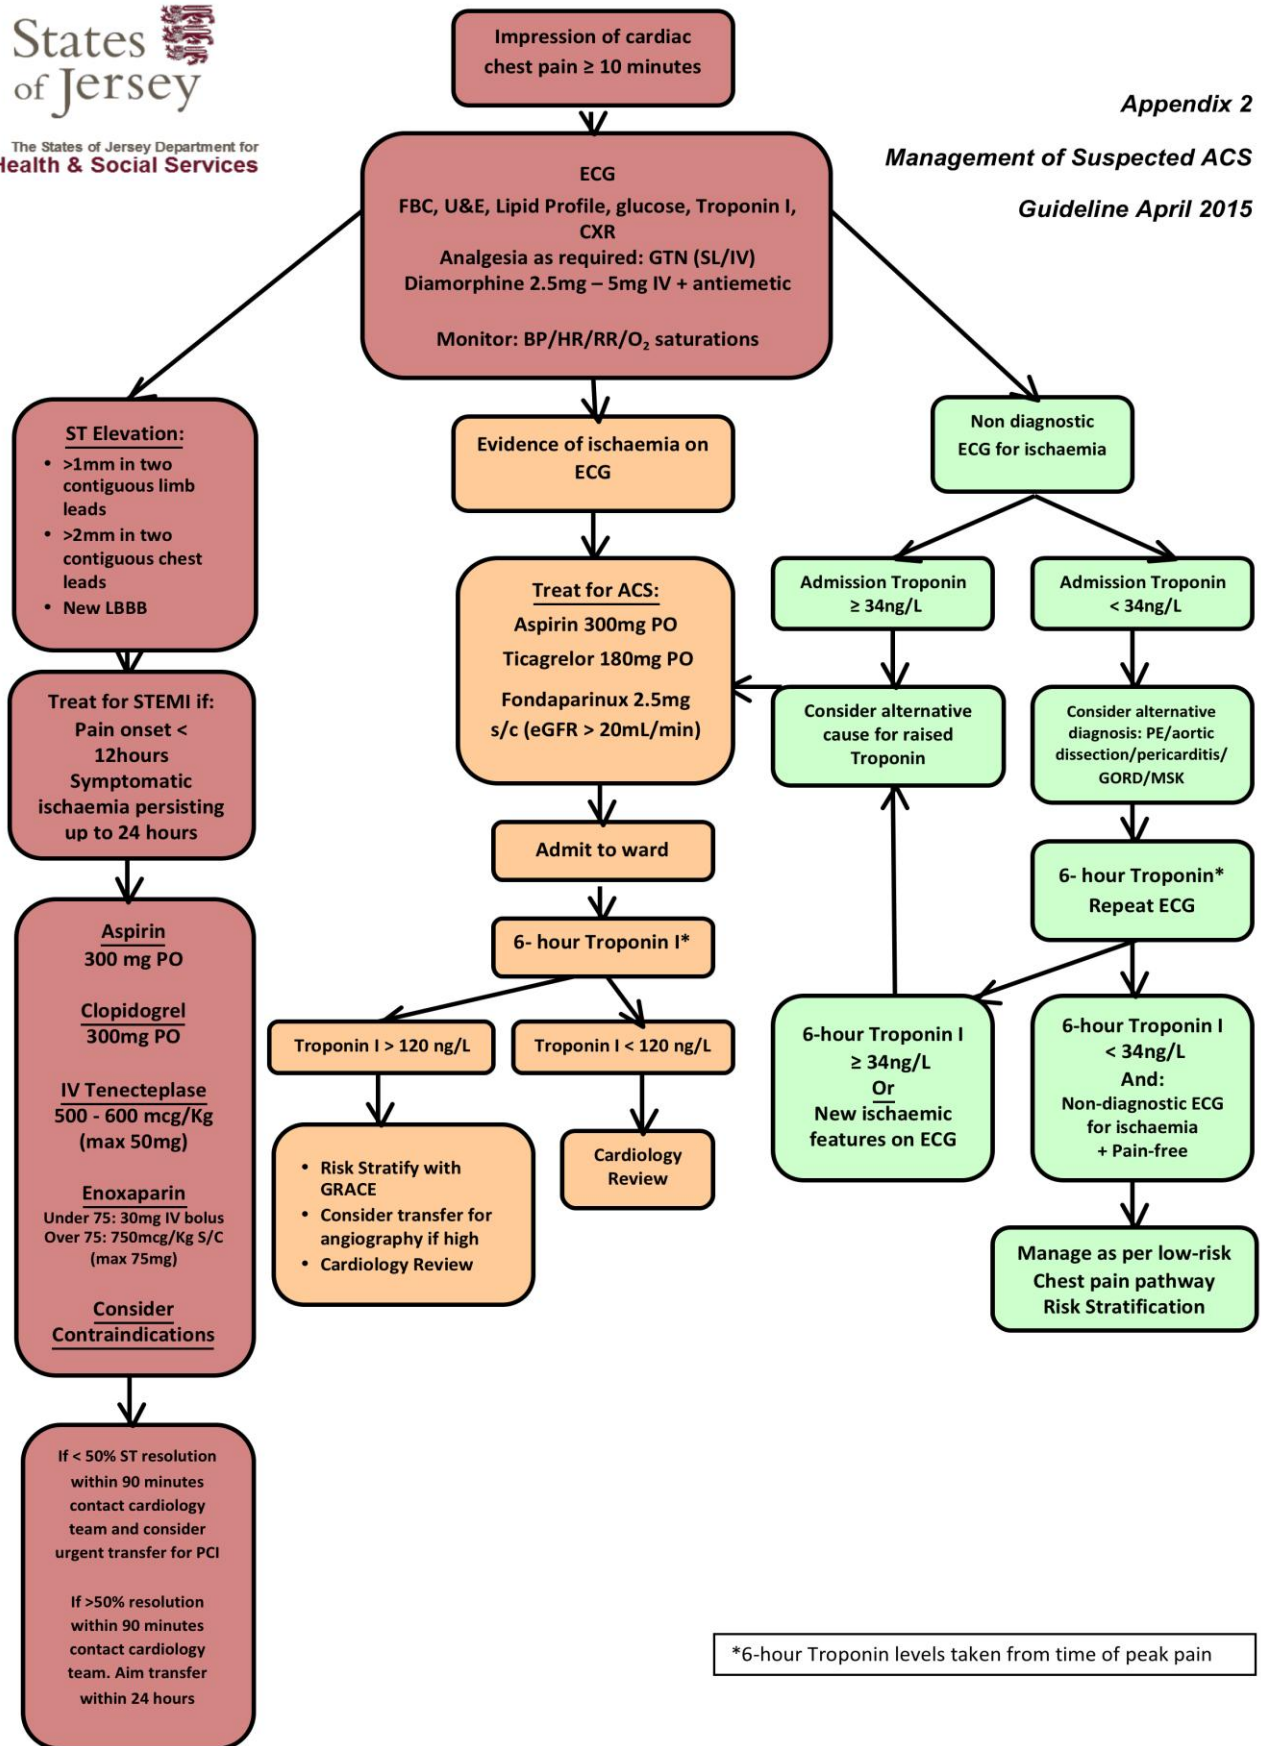 States
of Jersey
The States of Jersey Department for
Health & Social Services
Appendix 2
Management of Suspected ACS
Guideline April 2015
Impression of cardiac
chest pain ≥ 10 minutes
ECG
FBC, U&E, Lipid Profile, glucose, Troponin I,
CXR
Analgesia as required: GTN (SL/IV)
Diamorphine 2.5mg – 5mg IV + antiemetic
Monitor: BP/HR/RR/O₂ saturations
ST Elevation:
• >1mm in two
contiguous limb
leads
• >2mm in two
contiguous chest
leads
• New LBBB
Treat for STEMI if:
Pain onset <
12hours
Symptomatic
ischaemia persisting
up to 24 hours
Aspirin
300 mg PO
Clopidogrel
300mg PO
IV Tenecteplase
500 - 600 mcg/Kg
(max 50mg)
Enoxaparin
Under 75: 30mg IV bolus
Over 75: 750mcg/Kg S/C
(max 75mg)
Consider
Contraindications
If < 50% ST resolution
within 90 minutes
contact cardiology
team and consider
urgent transfer for PCI
If >50% resolution
within 90 minutes
contact cardiology
team. Aim transfer
within 24 hours
Evidence of ischaemia on
ECG
Treat for ACS:
Aspirin 300mg PO
Ticagrelor 180mg PO
Fondaparinux 2.5mg
s/c (eGFR > 20mL/min)
Admit to ward
6- hour Troponin I*
Troponin I > 120 ng/L
Troponin I < 120 ng/L
• Risk Stratify with
GRACE
• Consider transfer for
angiography if high
• Cardiology Review
Cardiology
Review
Non diagnostic
ECG for ischaemia
Admission Troponin
≥ 34ng/L
Admission Troponin
< 34ng/L
Consider alternative
cause for raised
Troponin
Consider alternative
diagnosis: PE/aortic
dissection/pericarditis/
GORD/MSK
6- hour Troponin*
Repeat ECG
6-hour Troponin I
≥ 34ng/L
Or
New ischaemic
features on ECG
6-hour Troponin I
< 34ng/L
And:
Non-diagnostic ECG
for ischaemia
+ Pain-free
Manage as per low-risk
Chest pain pathway
Risk Stratification
*6-hour Troponin levels taken from time of peak pain